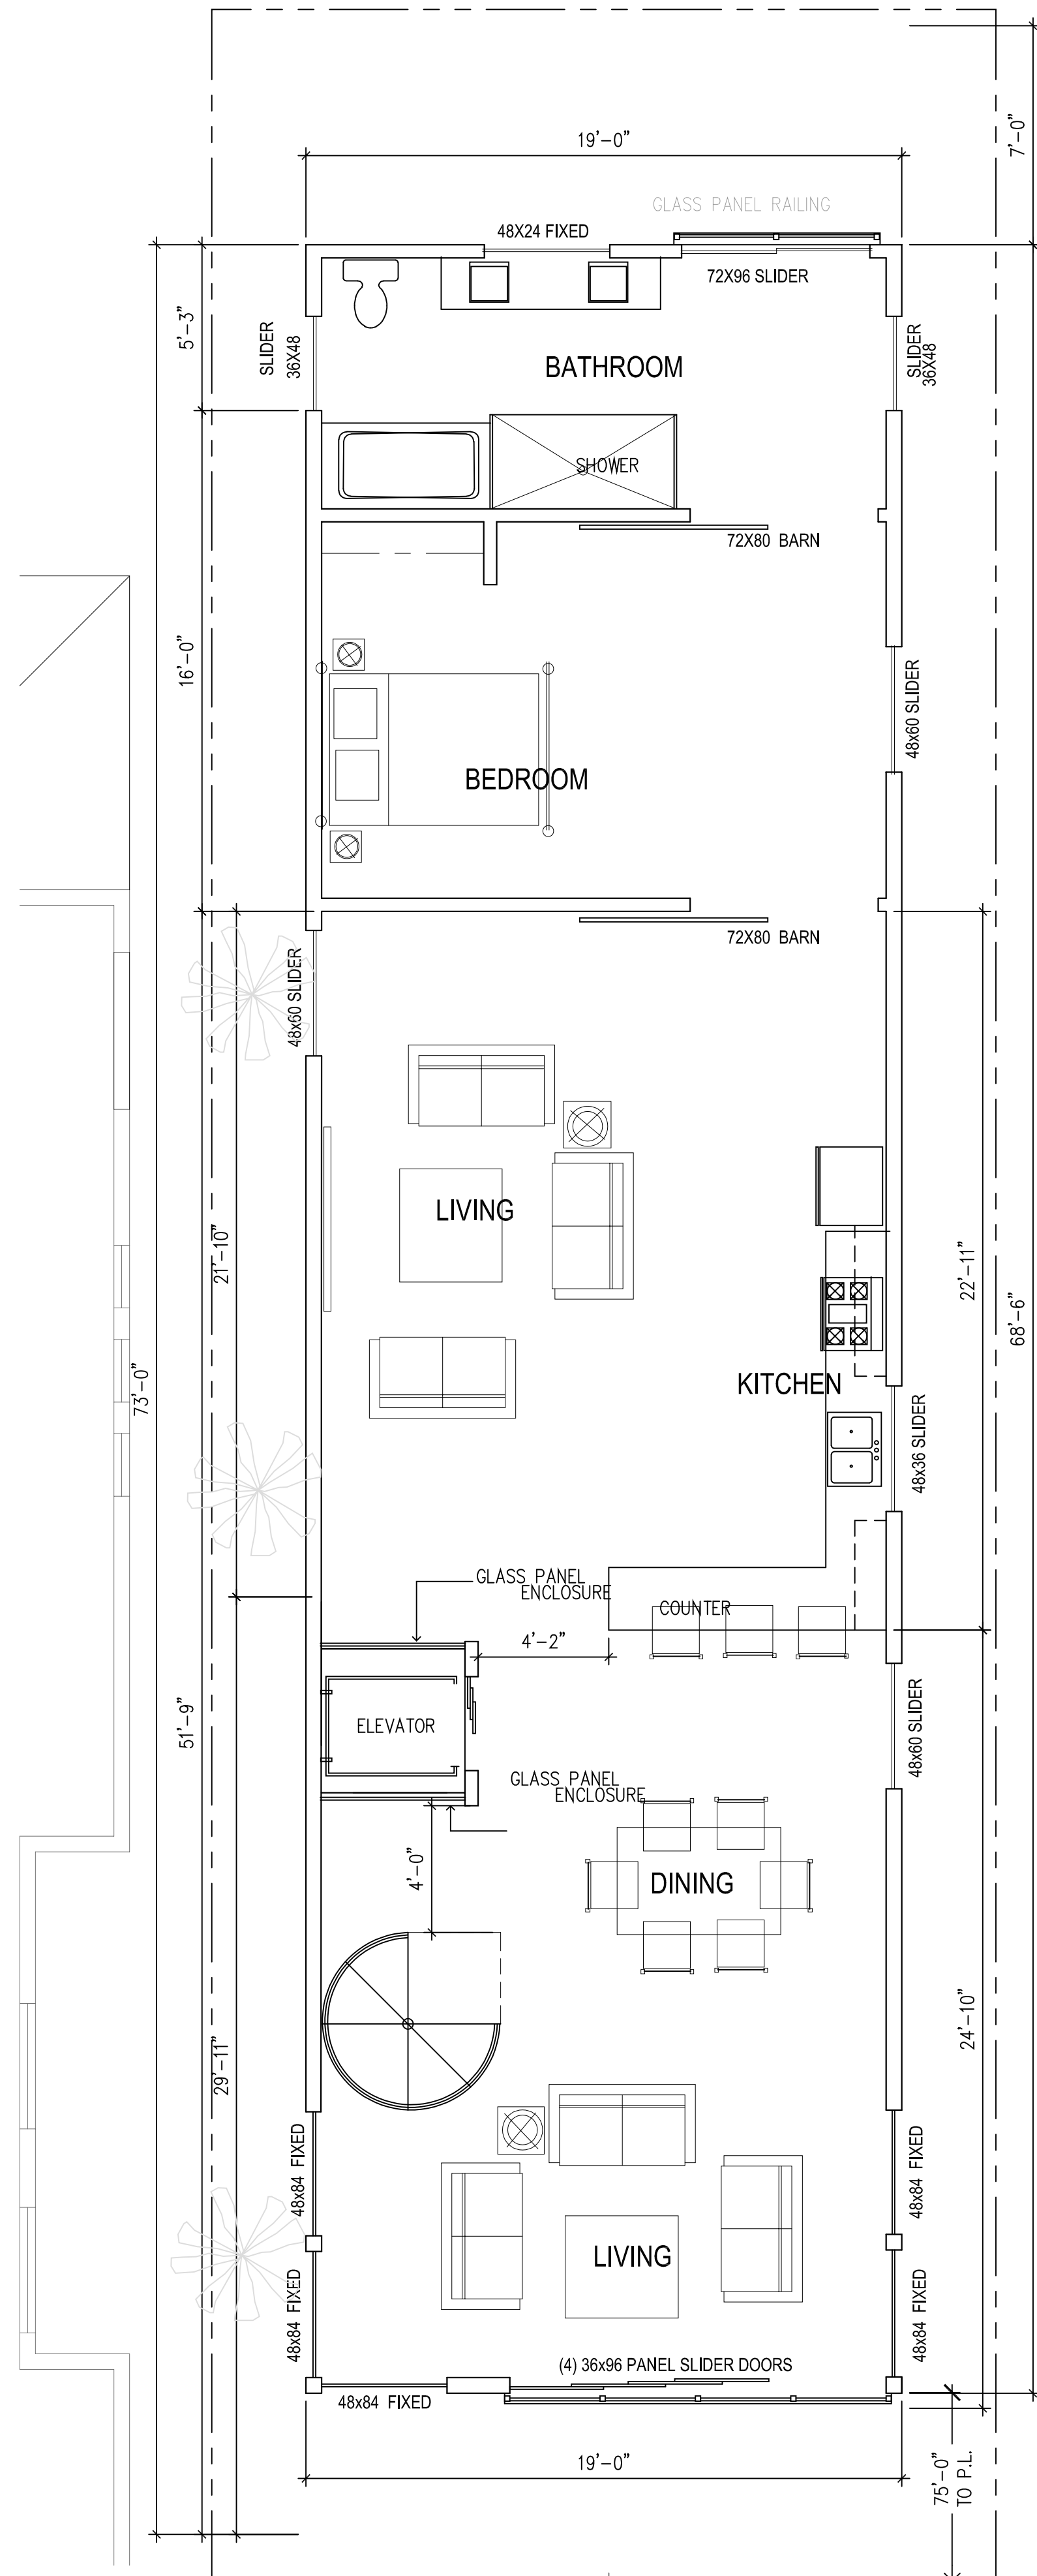 19'-0"
7'-0"
GLASS PANEL RAILING
48X24 FIXED
72X96 SLIDER
5'-3"
SLIDER
36X48
BATHROOM
SLIDER
36X48
SHOWER
72X80 BARN
16'-0"
48x60 SLIDER
BEDROOM
72X80 BARN
48x60 SLIDER
LIVING
21'-10"
22'-11"
68'-6"
73'-0"
KITCHEN
48x36 SLIDER
GLASS PANEL
ENCLOSURE
COUNTER
4'-2"
51'-9"
ELEVATOR
48x60 SLIDER
GLASS PANEL
ENCLOSURE
4'-0"
DINING
24'-10"
29'-11"
48x84 FIXED
48x84 FIXED
LIVING
48x84 FIXED
48x84 FIXED
(4) 36x96 PANEL SLIDER DOORS
48x84 FIXED
19'-0"
75'-0"
TO P.L.